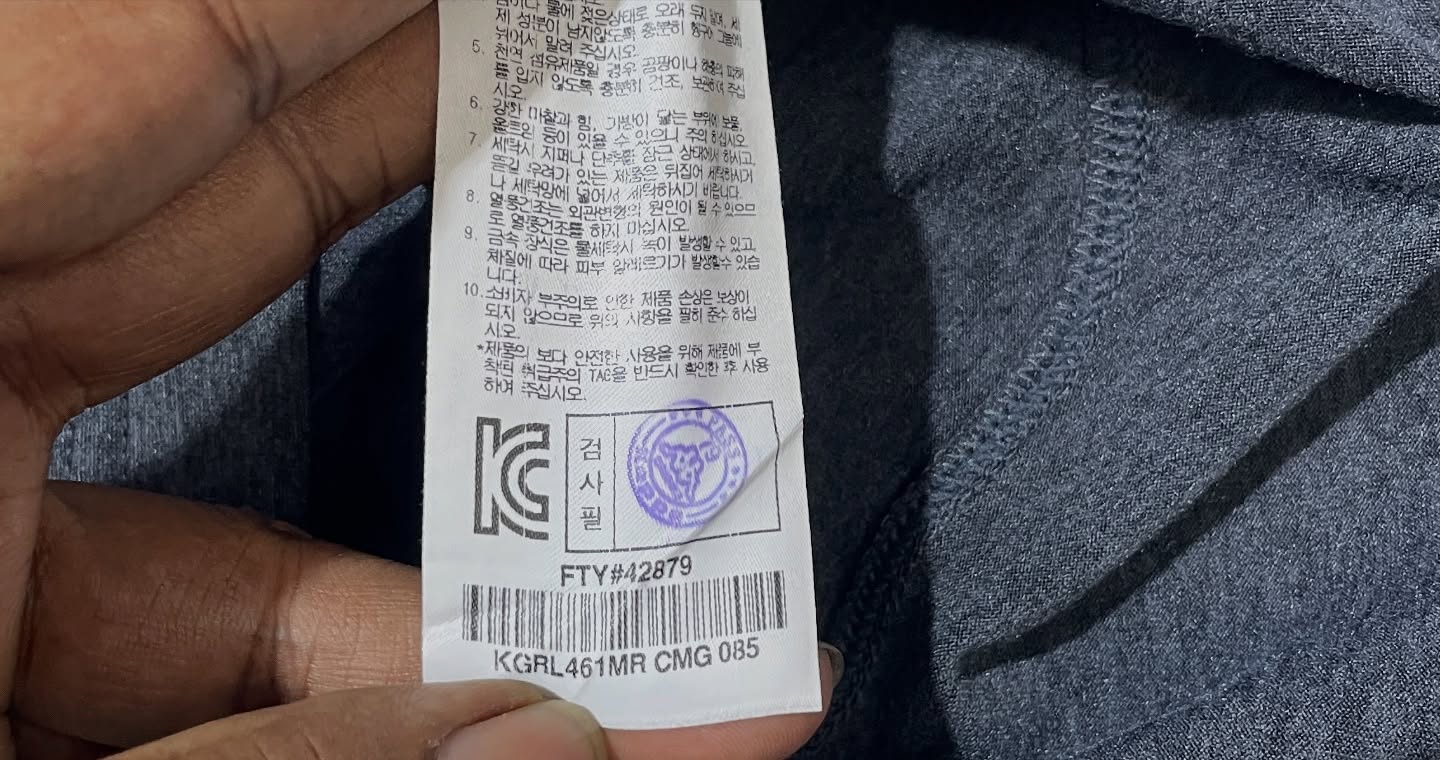 제 성분이 남지않도록 충분히 헹구어 그늘에
뉘어서 말려 주십시오.
5. 천연 섬유제품일 경우 곰팡이나 해충의 피해
를 입지 않도록 충분히 건조, 보관하여 주십
시오.
6. 강한 마찰과 힘, 가방이 닿는 부위에 보풀,
올트임 등이 있을 수 있으니 주의 하십시오.
7. 세탁시 지퍼나 단추를 잠근 상태에서 하시고,
뜯길 우려가 있는 제품은 뒤집어 세탁하시거
나 세탁망에 넣어서 세탁하시기 바랍니다.
8. 열풍건조는 외관변형의 원인이 될 수 있으므
로 열풍건조를 하지 마십시오.
9. 금속 장식은 물세탁시 녹이 발생할 수 있고,
체질에 따라 피부 알레르기가 발생할수 있습
니다.
10. 소비자 부주의로 인한 제품 손상은 보상이
되지 않으므로 위의 사항을 필히 준수 하십
시오.
*제품의 보다 안전한 사용을 위해 제품에 부
착된 취급주의 TAG을 반드시 확인한 후 사용
하여 주십시오.
KC
검사필
FTY#42879
KGRL461MR CMG 085